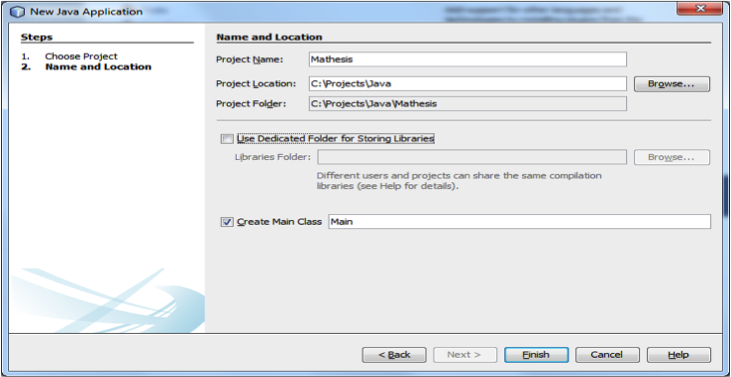 New Java Application
Steps
1. Choose Project
2. Name and Location
Name and Location
Project Name: Mathesis
Project Location: C:\Projects\Java Browse...
Project Folder: C:\Projects\Java\Mathesis
Use Dedicated Folder for Storing Libraries
Libraries Folder: Browse...
Different users and projects can share the same compilation
libraries (see Help for details).
Create Main Class Main
< Back Next > Finish Cancel Help